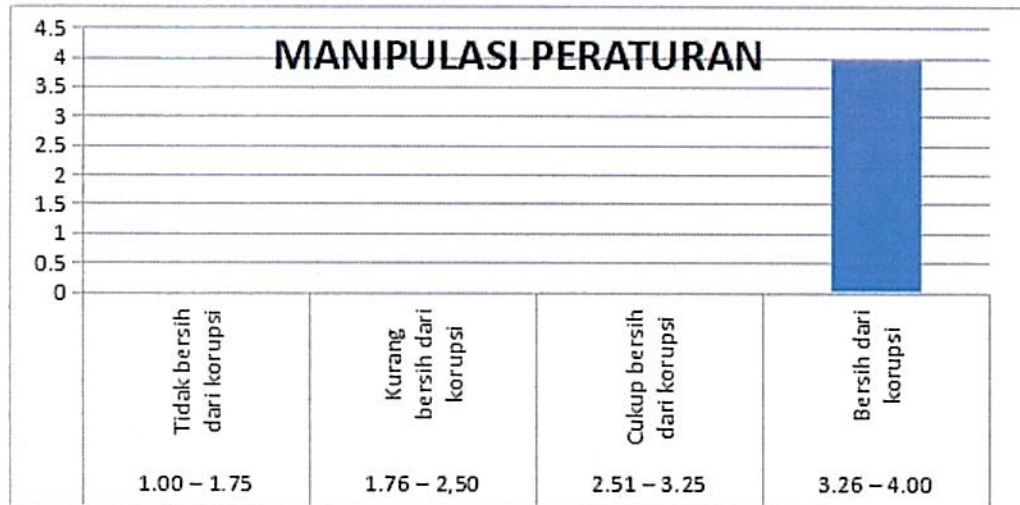 MANIPULASI PERATURAN
4.5
4
3.5
3
2.5
2
1.5
1
0.5
0
Tidak bersih
dari korupsi
Kurang
bersih dari
korupsi
Cukup bersih
dari korupsi
Bersih dari
korupsi
1.00 – 1.75
1.76 – 2,50
2.51 – 3.25
3.26 – 4.00